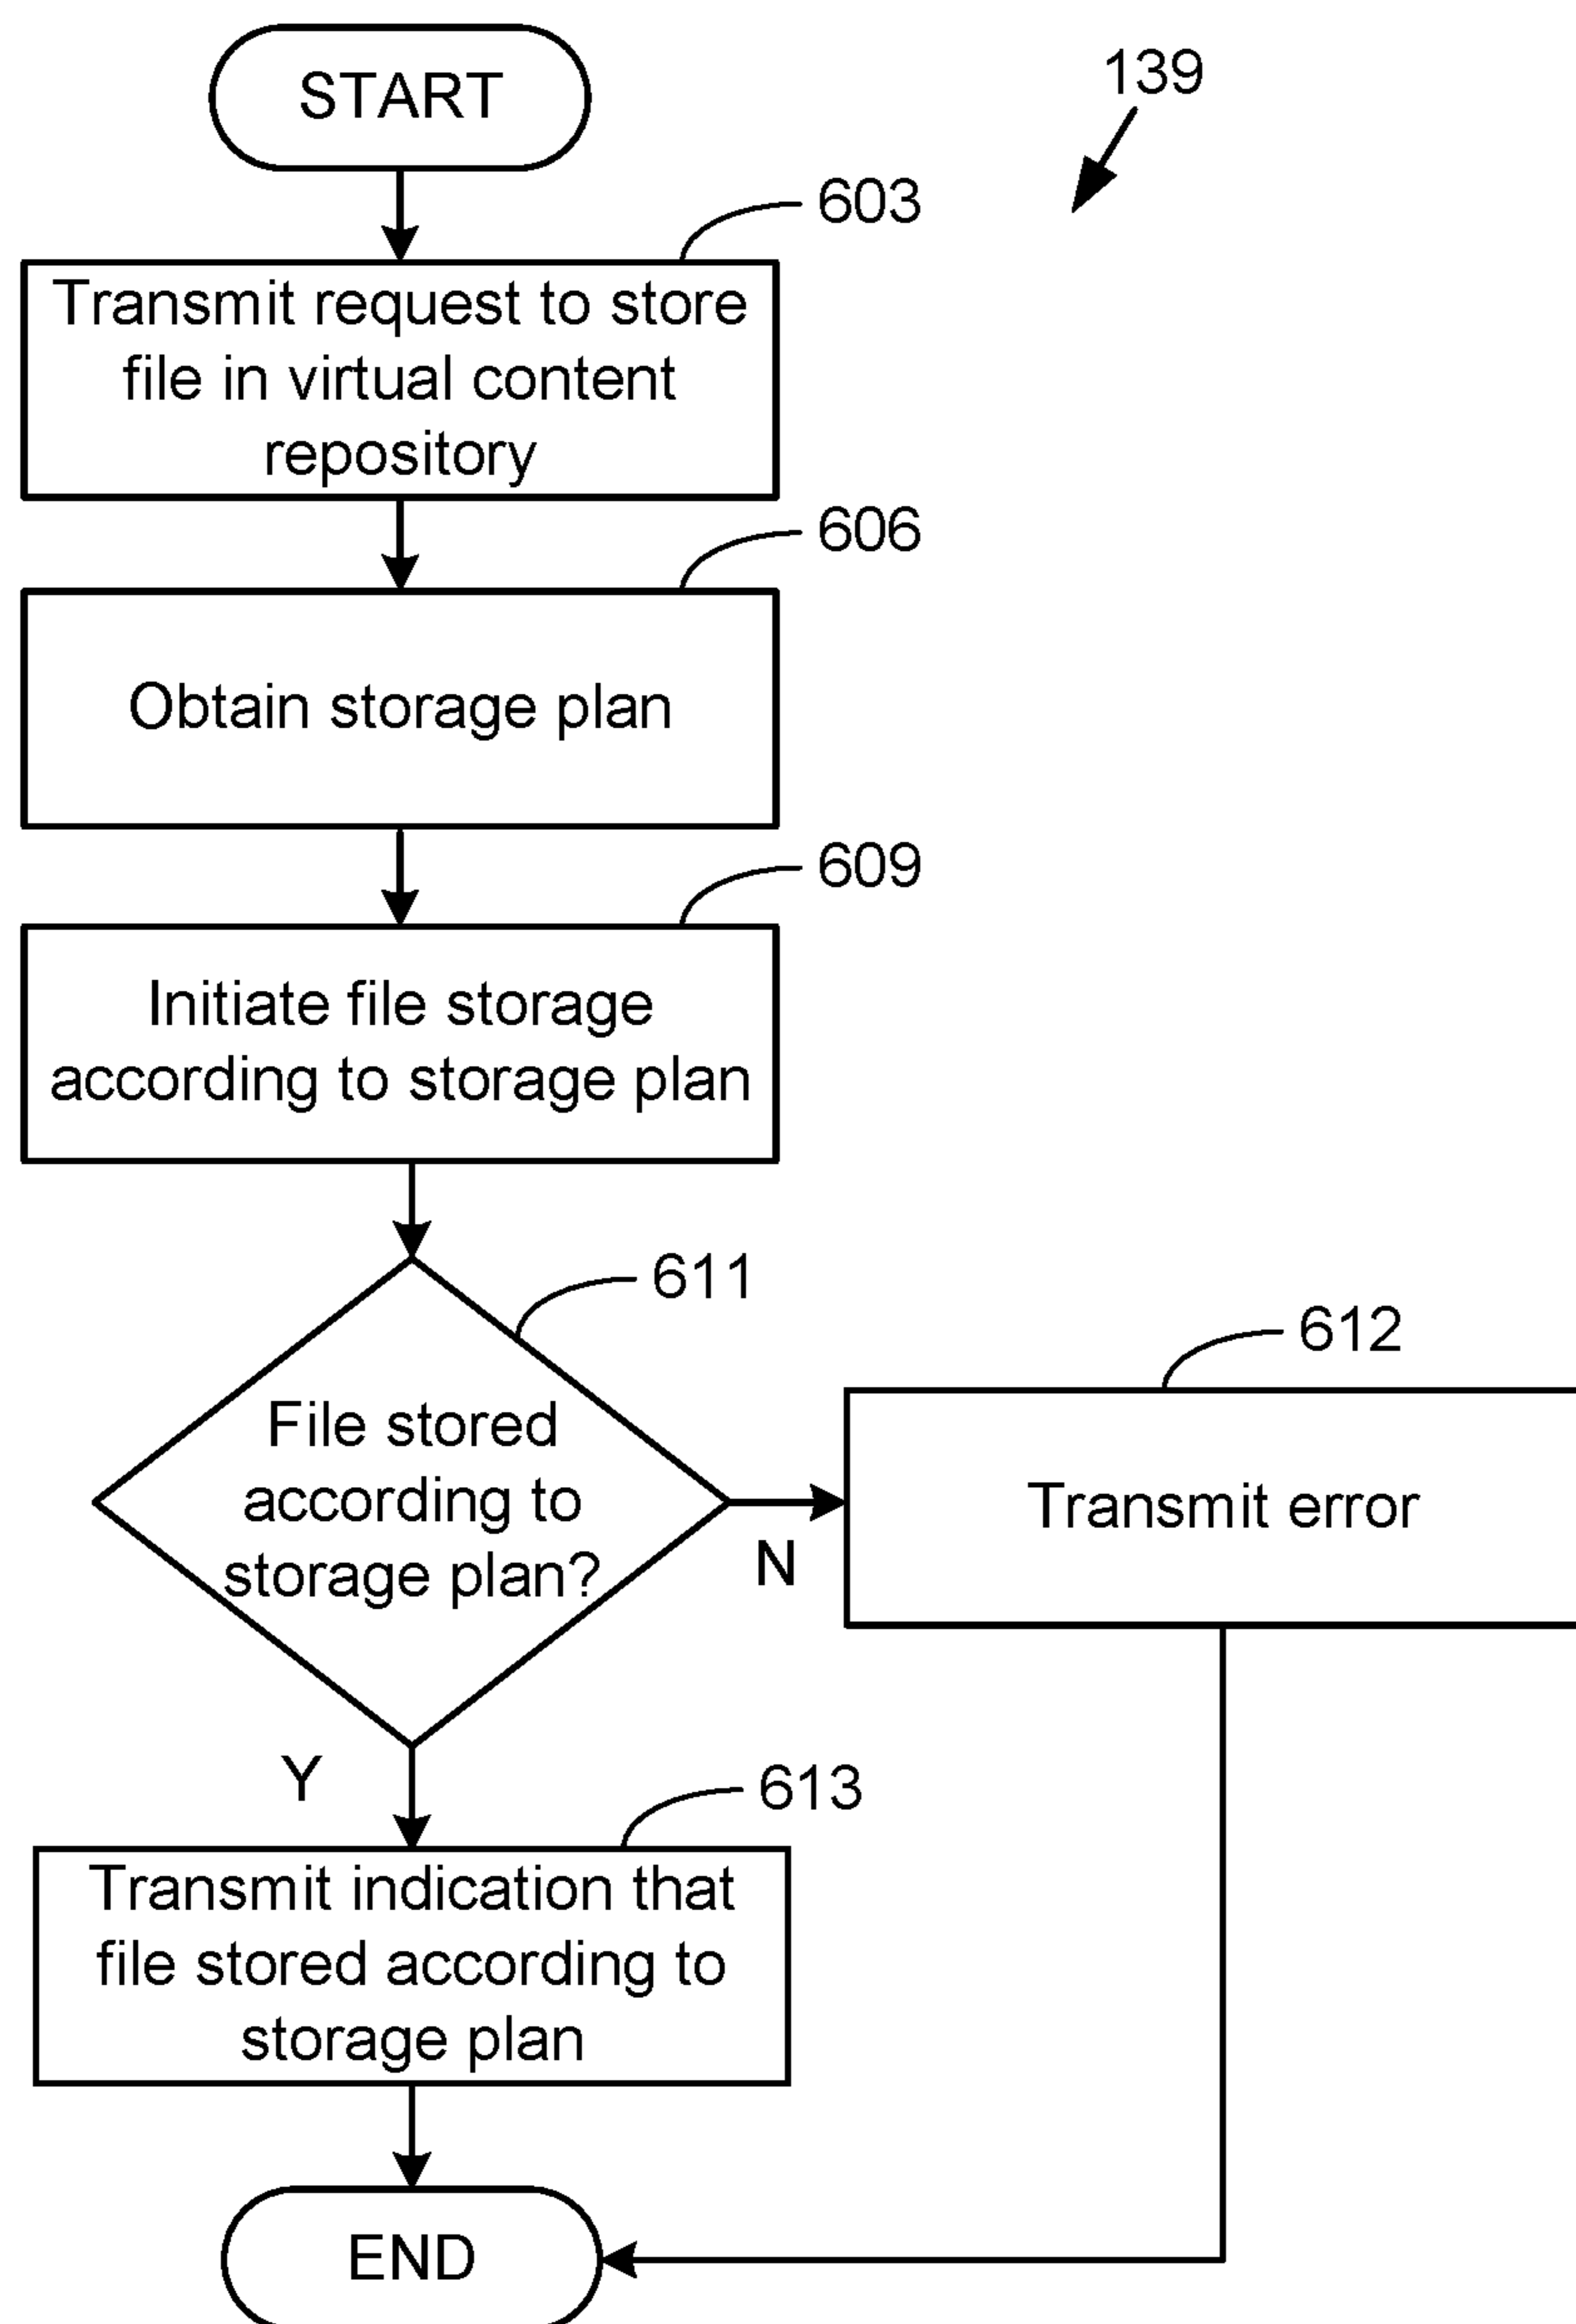 START
139
603
Transmit request to store
file in virtual content
repository
606
Obtain storage plan
609
Initiate file storage
according to storage plan
611
File stored
according to
storage plan?
N
612
Transmit error
Y
613
Transmit indication that
file stored according to
storage plan
END